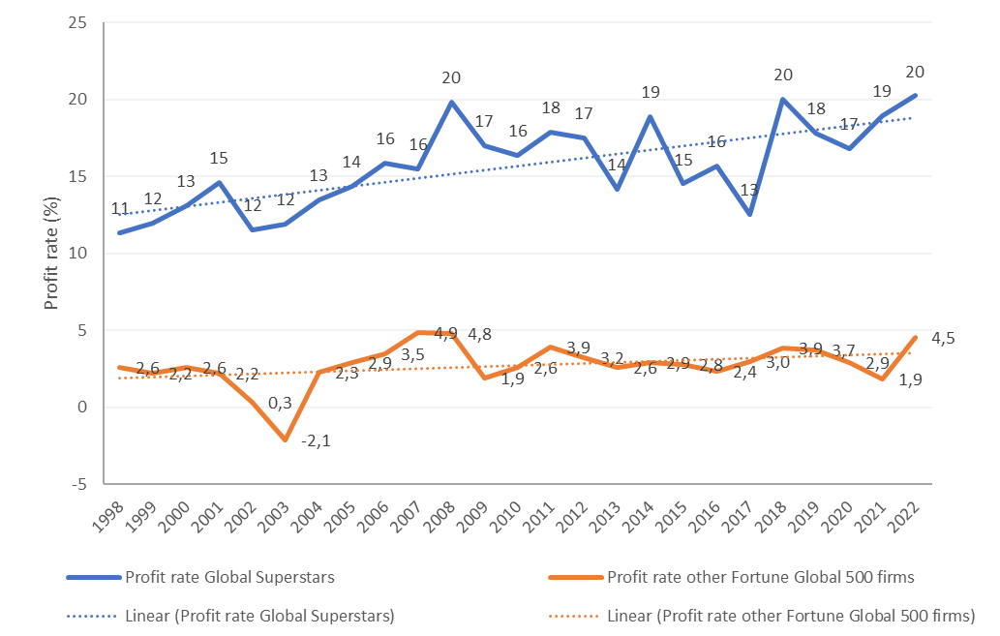 25
20
15
10
5
0
-5
Profit rate (%)
11 12 13 15 12 12 13 14 16 16 20 17 16 18 17 14 19 15 16 13 20 18 17 19 20
2,6 2,2 2,6 2,2 0,3 -2,1 2,3 2,9 3,5 4,9 4,8 1,9 2,6 3,9 3,2 2,6 2,9 2,8 2,4 3,0 3,9 3,7 2,9 1,9 4,5
1998 1999 2000 2001 2002 2003 2004 2005 2006 2007 2008 2009 2010 2011 2012 2013 2014 2015 2016 2017 2018 2019 2020 2021 2022
Profit rate Global Superstars
Profit rate other Fortune Global 500 firms
Linear (Profit rate Global Superstars)
Linear (Profit rate other Fortune Global 500 firms)